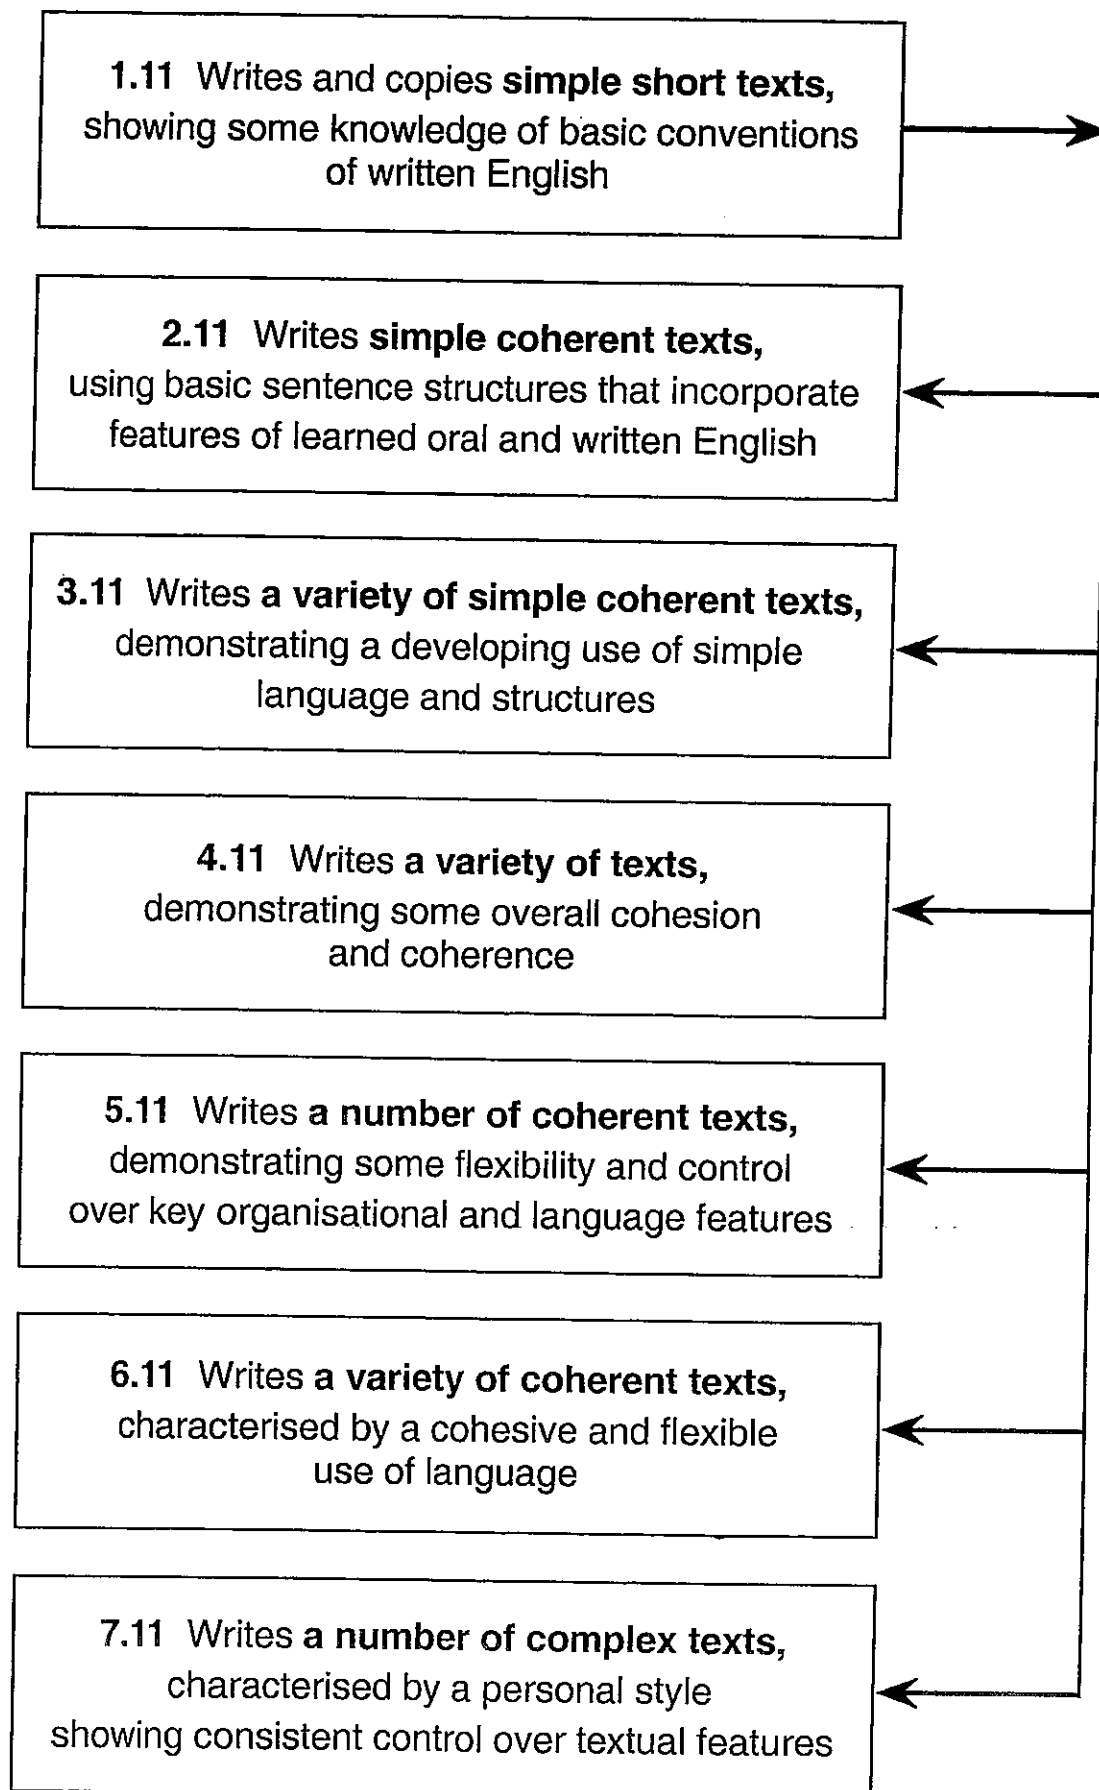 1.11 Writes and copies simple short texts,
showing some knowledge of basic conventions
of written English
2.11 Writes simple coherent texts,
using basic sentence structures that incorporate
features of learned oral and written English
3.11 Writes a variety of simple coherent texts,
demonstrating a developing use of simple
language and structures
4.11 Writes a variety of texts,
demonstrating some overall cohesion
and coherence
5.11 Writes a number of coherent texts,
demonstrating some flexibility and control
over key organisational and language features
6.11 Writes a variety of coherent texts,
characterised by a cohesive and flexible
use of language
7.11 Writes a number of complex texts,
characterised by a personal style
showing consistent control over textual features